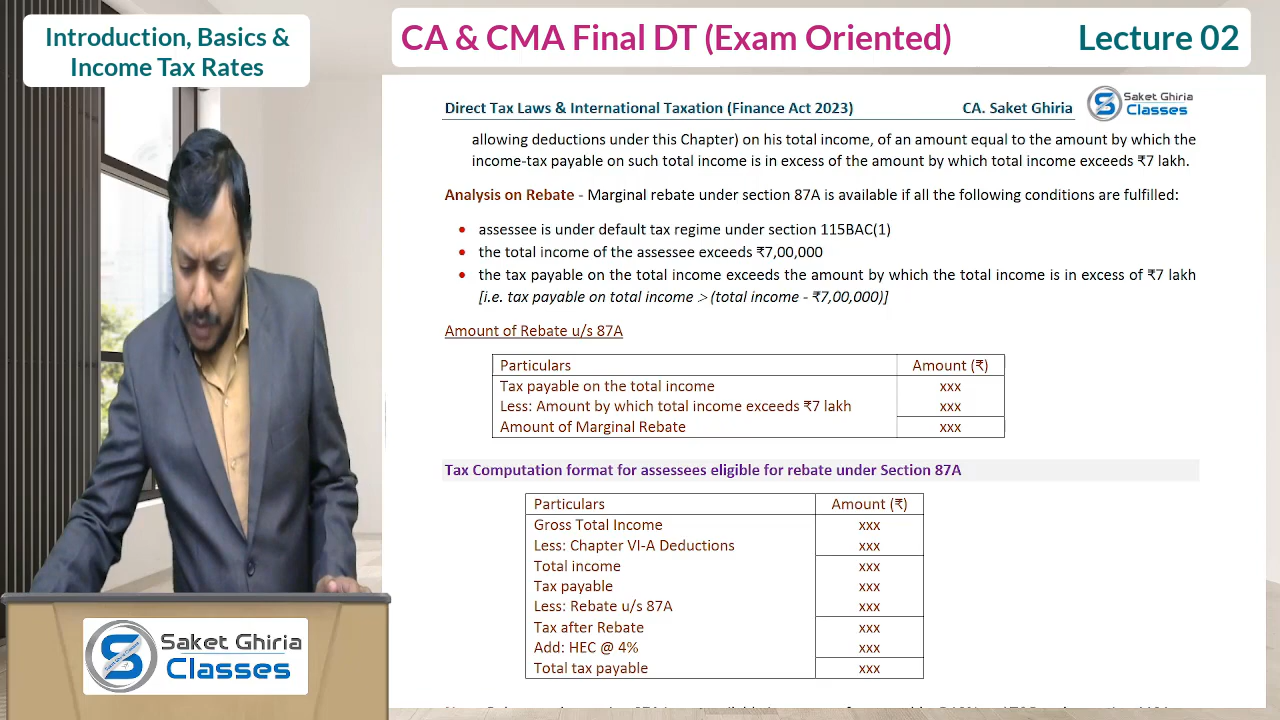 Introduction, Basics &
Income Tax Rates
CA & CMA Final DT (Exam Oriented)
Lecture 02
Direct Tax Laws & International Taxation (Finance Act 2023)
CA. Saket Ghiria
Saket Ghiria
Classes
allowing deductions under this Chapter) on his total income, of an amount equal to the amount by which the
income-tax payable on such total income is in excess of the amount by which total income exceeds ₹7 lakh.
Analysis on Rebate - Marginal rebate under section 87A is available if all the following conditions are fulfilled:
• assessee is under default tax regime under section 115BAC(1)
• the total income of the assessee exceeds ₹7,00,000
• the tax payable on the total income exceeds the amount by which the total income is in excess of ₹7 lakh
[i.e. tax payable on total income > (total income - ₹7,00,000)]
Amount of Rebate u/s 87A
Particulars Amount (₹)
Tax payable on the total income xxx
Less: Amount by which total income exceeds ₹7 lakh xxx
Amount of Marginal Rebate xxx
Tax Computation format for assessees eligible for rebate under Section 87A
Particulars Amount (₹)
Gross Total Income xxx
Less: Chapter VI-A Deductions xxx
Total income xxx
Tax payable xxx
Less: Rebate u/s 87A xxx
Tax after Rebate xxx
Add: HEC @ 4% xxx
Total tax payable xxx
Saket Ghiria
Classes